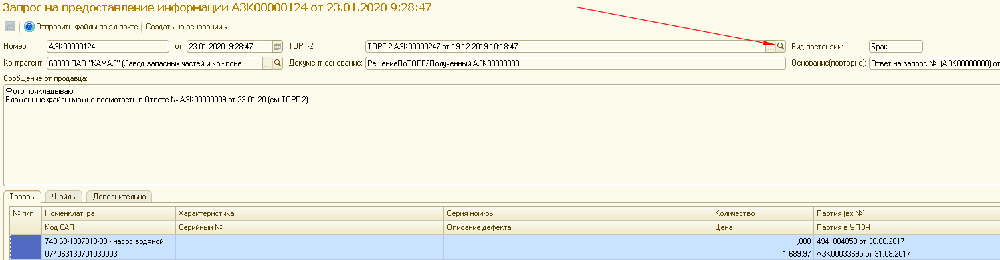 Запрос на предоставление информации АЗК00000124 от 23.01.2020 9:28:47
Отправить файлы по эл.почте Создать на основании
Номер: АЗК00000124 от: 23.01.2020 9:28:47 ТОРГ-2: ТОРГ-2 АЗК00000247 от 19.12.2019 10:18:47 ... Вид претензии: Брак
Контрагент: 60000 ПАО "КАМАЗ" (Завод запасных частей и компоне ... Документ-основание: РешениеПоТОРГ2Полученный АЗК00000003 Основание(повторно): Ответ на запрос № (АЗК00000008) от
Сообщение от продавца:
Фото прикладываю
Вложенные файлы можно посмотреть в Ответе № АЗК00000009 от 23.01.20 (см.ТОРГ-2)
Товары Файлы Дополнительно
№ п/п Номенклатура Характеристика Серия ном-ры Количество Партия (вх.№)
Код САП Серийный № Описание дефекта Цена Партия в УПЗЧ
1 740.63-1307010-30 - насос водяной 1,000 4941884053 от 30.08.2017
074063130701030003 1 689,97 АЗК00033695 от 31.08.2017